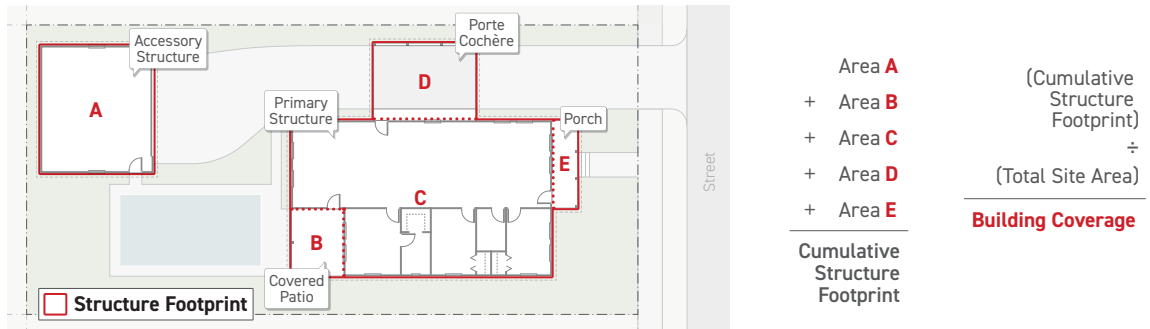 Accessory
Structure
Porte
Cochère
A
D
Primary
Structure
Porch
E
C
B
Covered
Patio
Structure Footprint
Street
Area A
+ Area B
+ Area C
+ Area D
+ Area E
Cumulative
Structure
Footprint
(Cumulative
Structure
Footprint)
÷
(Total Site Area)
Building Coverage